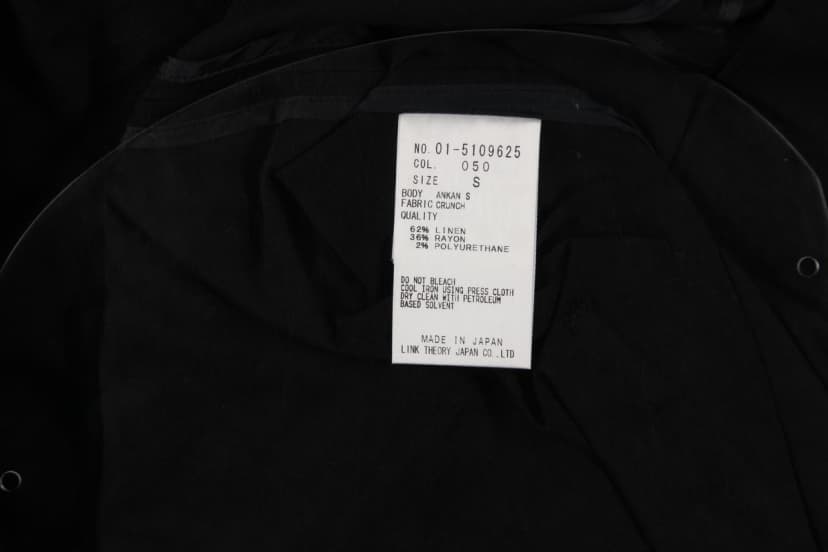 NO. 01-5109625
COL. 050
SIZE S
BODY ANKAN S
FABRIC CRUNCH
QUALITY
62% LINEN
36% RAYON
2% POLYURETHANE
DO NOT BLEACH
COOL IRON USING PRESS CLOTH
DRY CLEAN WITH PETROLEUM
BASED SOLVENT
MADE IN JAPAN
LINK THEORY JAPAN CO.,LTD